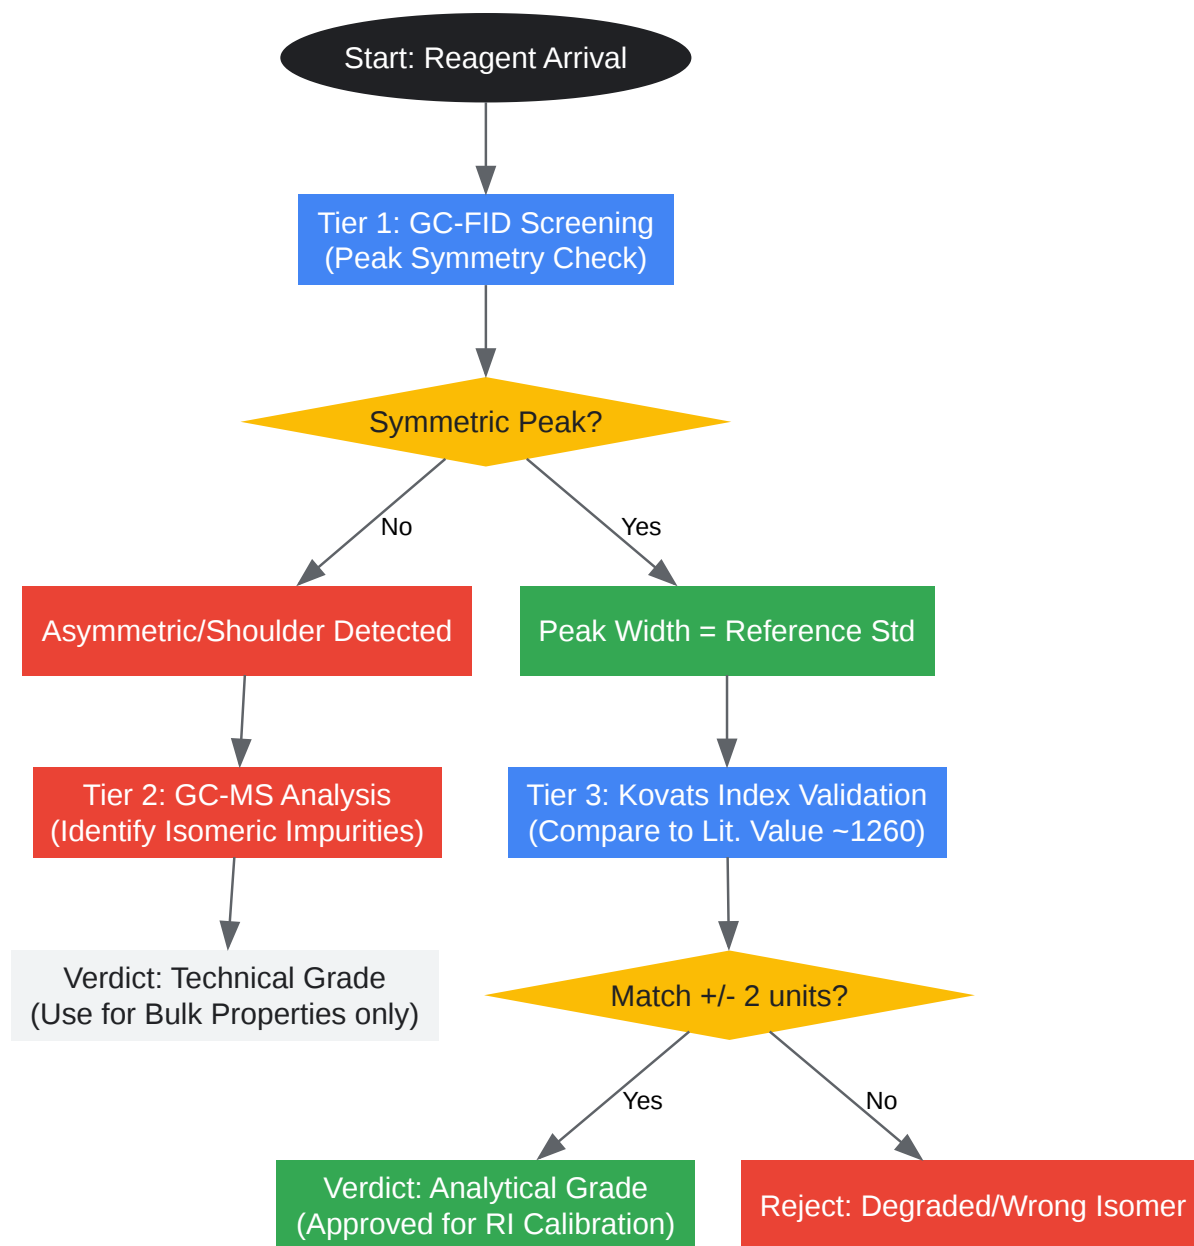 Start: Reagent Arrival
Tier 1: GC-FID Screening
(Peak Symmetry Check)
Symmetric Peak?
No
Yes
Asymmetric/Shoulder Detected
Peak Width = Reference Std
Tier 2: GC-MS Analysis
(Identify Isomeric Impurities)
Tier 3: Kovats Index Validation
(Compare to Lit. Value ~1260)
Verdict: Technical Grade
(Use for Bulk Properties only)
Match +/- 2 units?
Yes
No
Verdict: Analytical Grade
(Approved for RI Calibration)
Reject: Degraded/Wrong Isomer